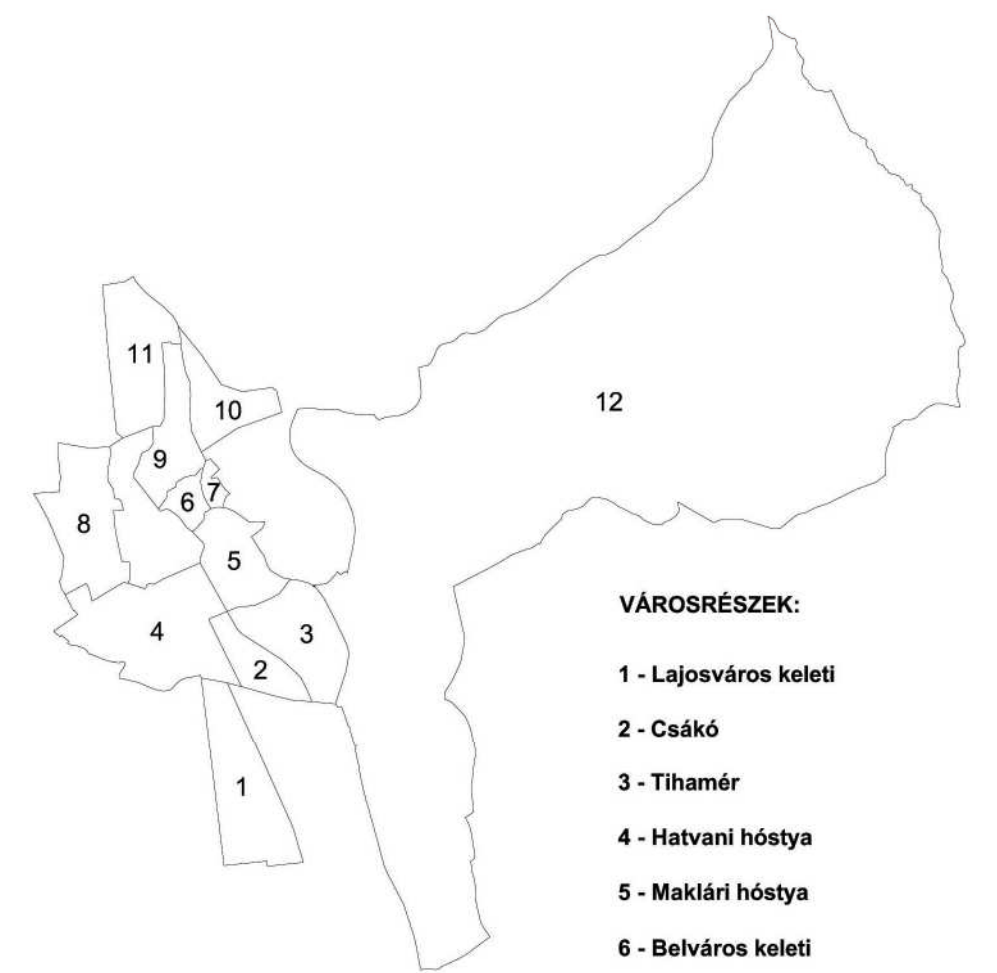 11
10
12
9
7
6
8
5
VÁROSRÉSZEK:
4
3
2
1 - Lajosváros keleti
2 - Csákó
3 - Tihamér
1
4 - Hatvani hóstya
5 - Maklári hóstya
6 - Belváros keleti